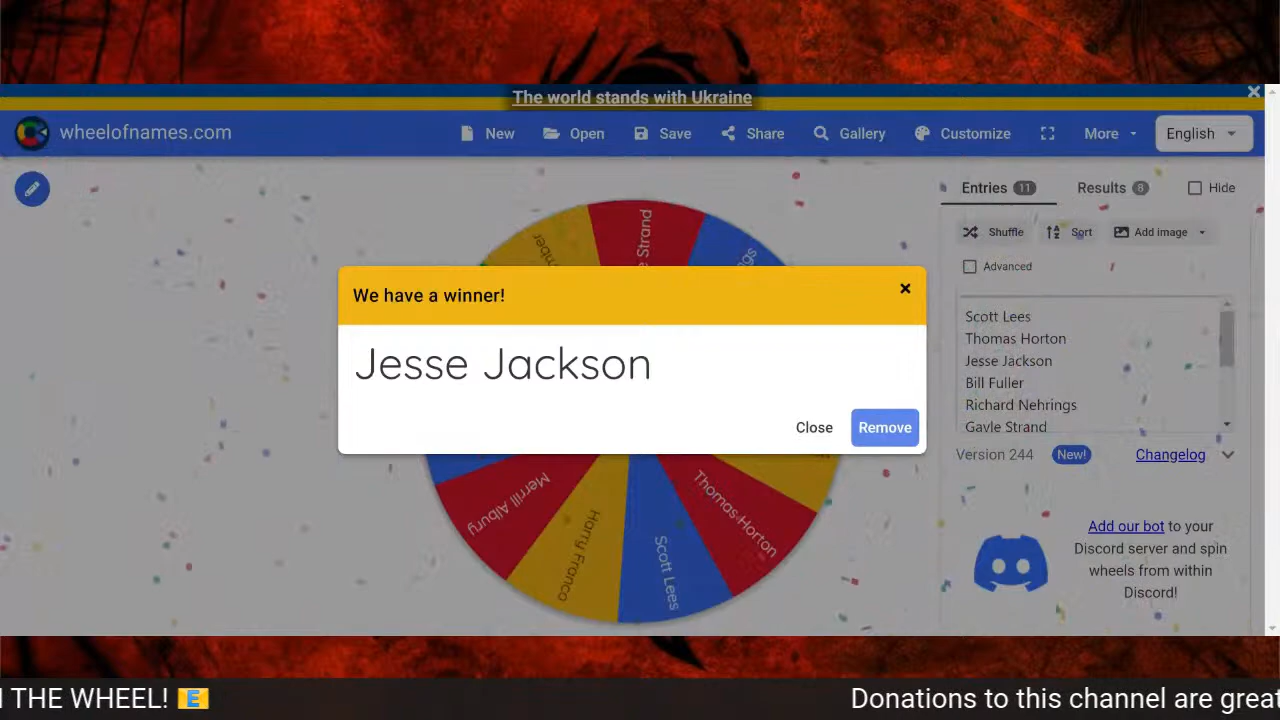 The world stands with Ukraine
wheelofnames.com
New
Open
Save
Share
Gallery
Customize
More
English
Entries 11
Results 8
Hide
Shuffle
Sort
Add image
Advanced
Strand
We have a winner!
Jesse Jackson
Close
Remove
Scott Lees
Thomas Horton
Jesse Jackson
Bill Fuller
Richard Nehrings
Gayle Strand
Version 244
New!
Changelog
Merrill Albury
Harry Franco
Scott Lees
Thomas Horton
Add our bot to your
Discord server and spin
wheels from within
Discord!
THE WHEEL! E
Donations to this channel are great